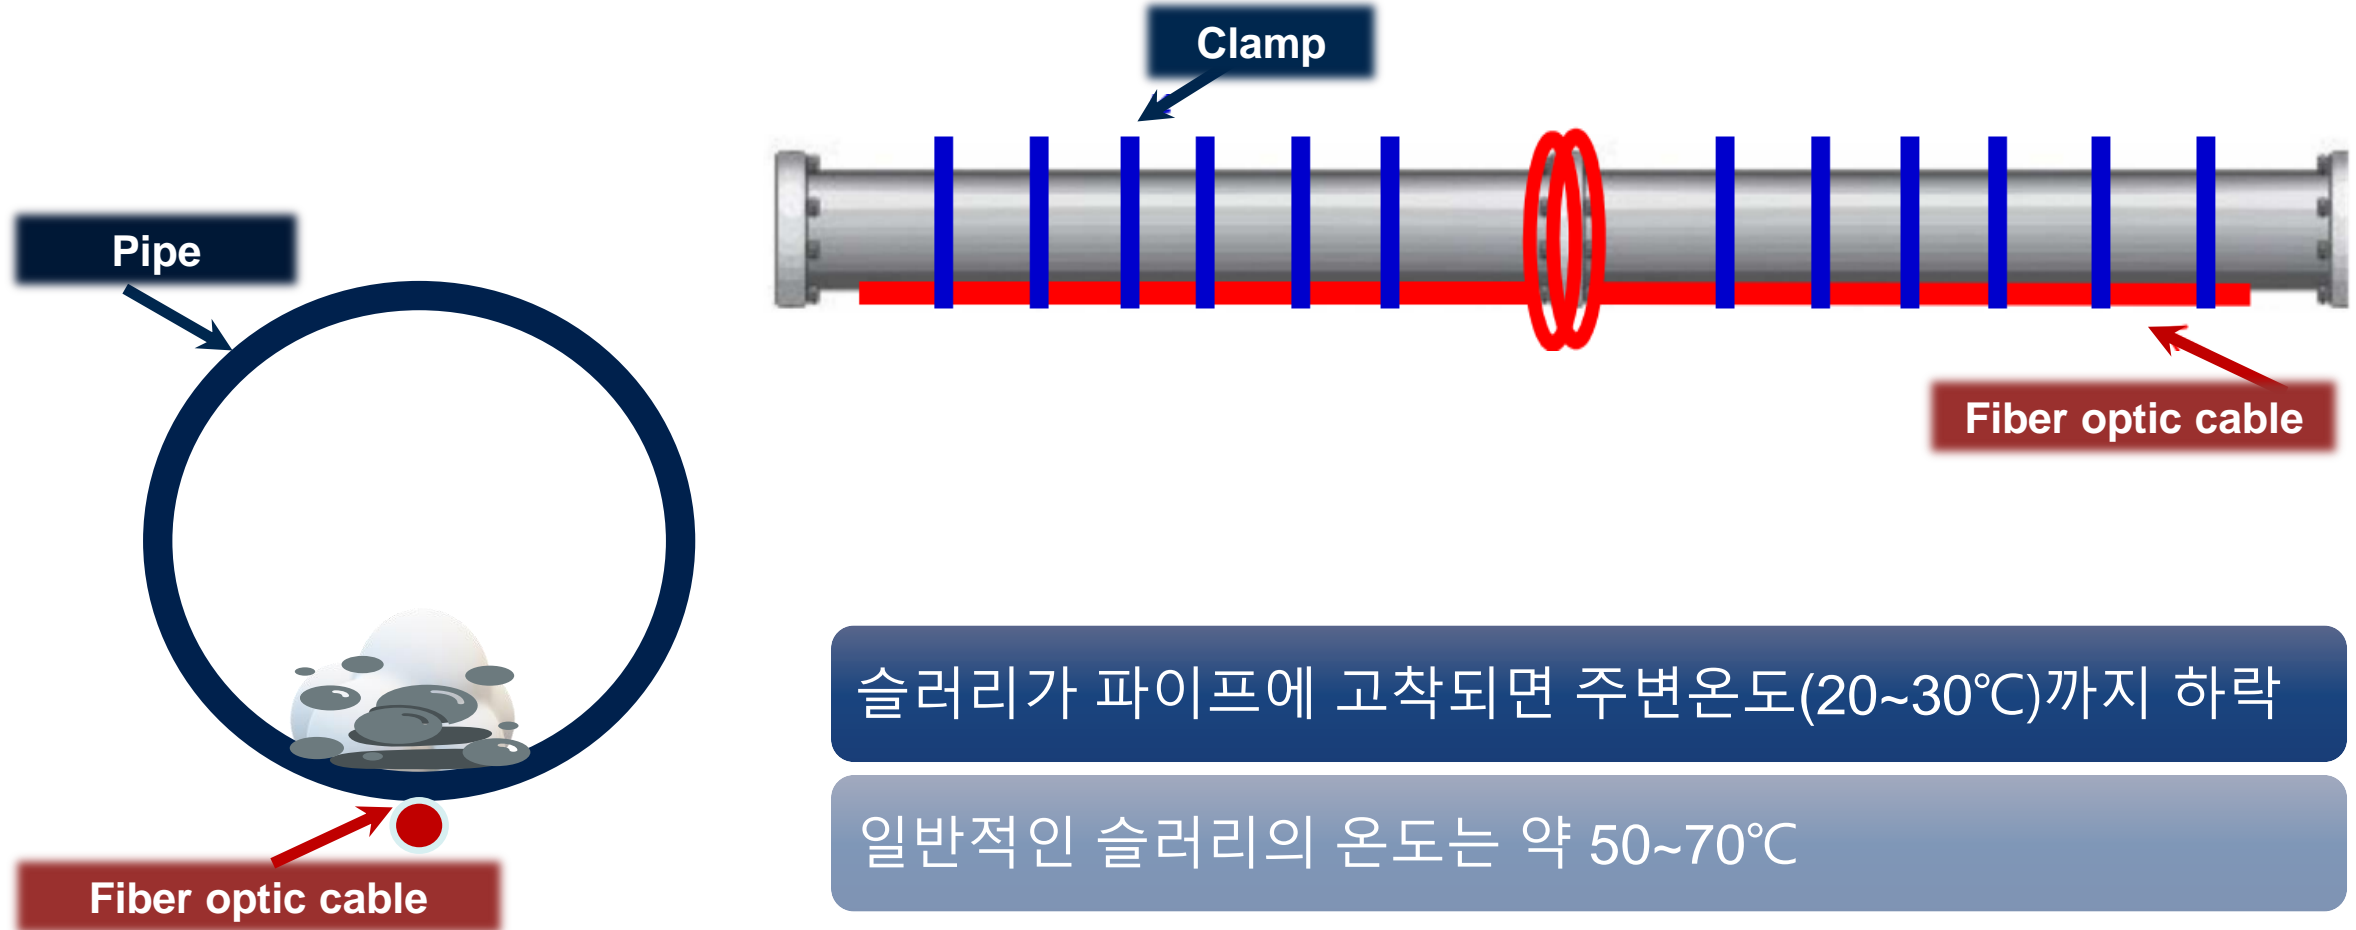 Clamp
Pipe
Fiber optic cable
슬러리가 파이프에 고착되면 주변온도(20~30℃)까지 하락
일반적인 슬러리의 온도는 약 50~70℃
Fiber optic cable